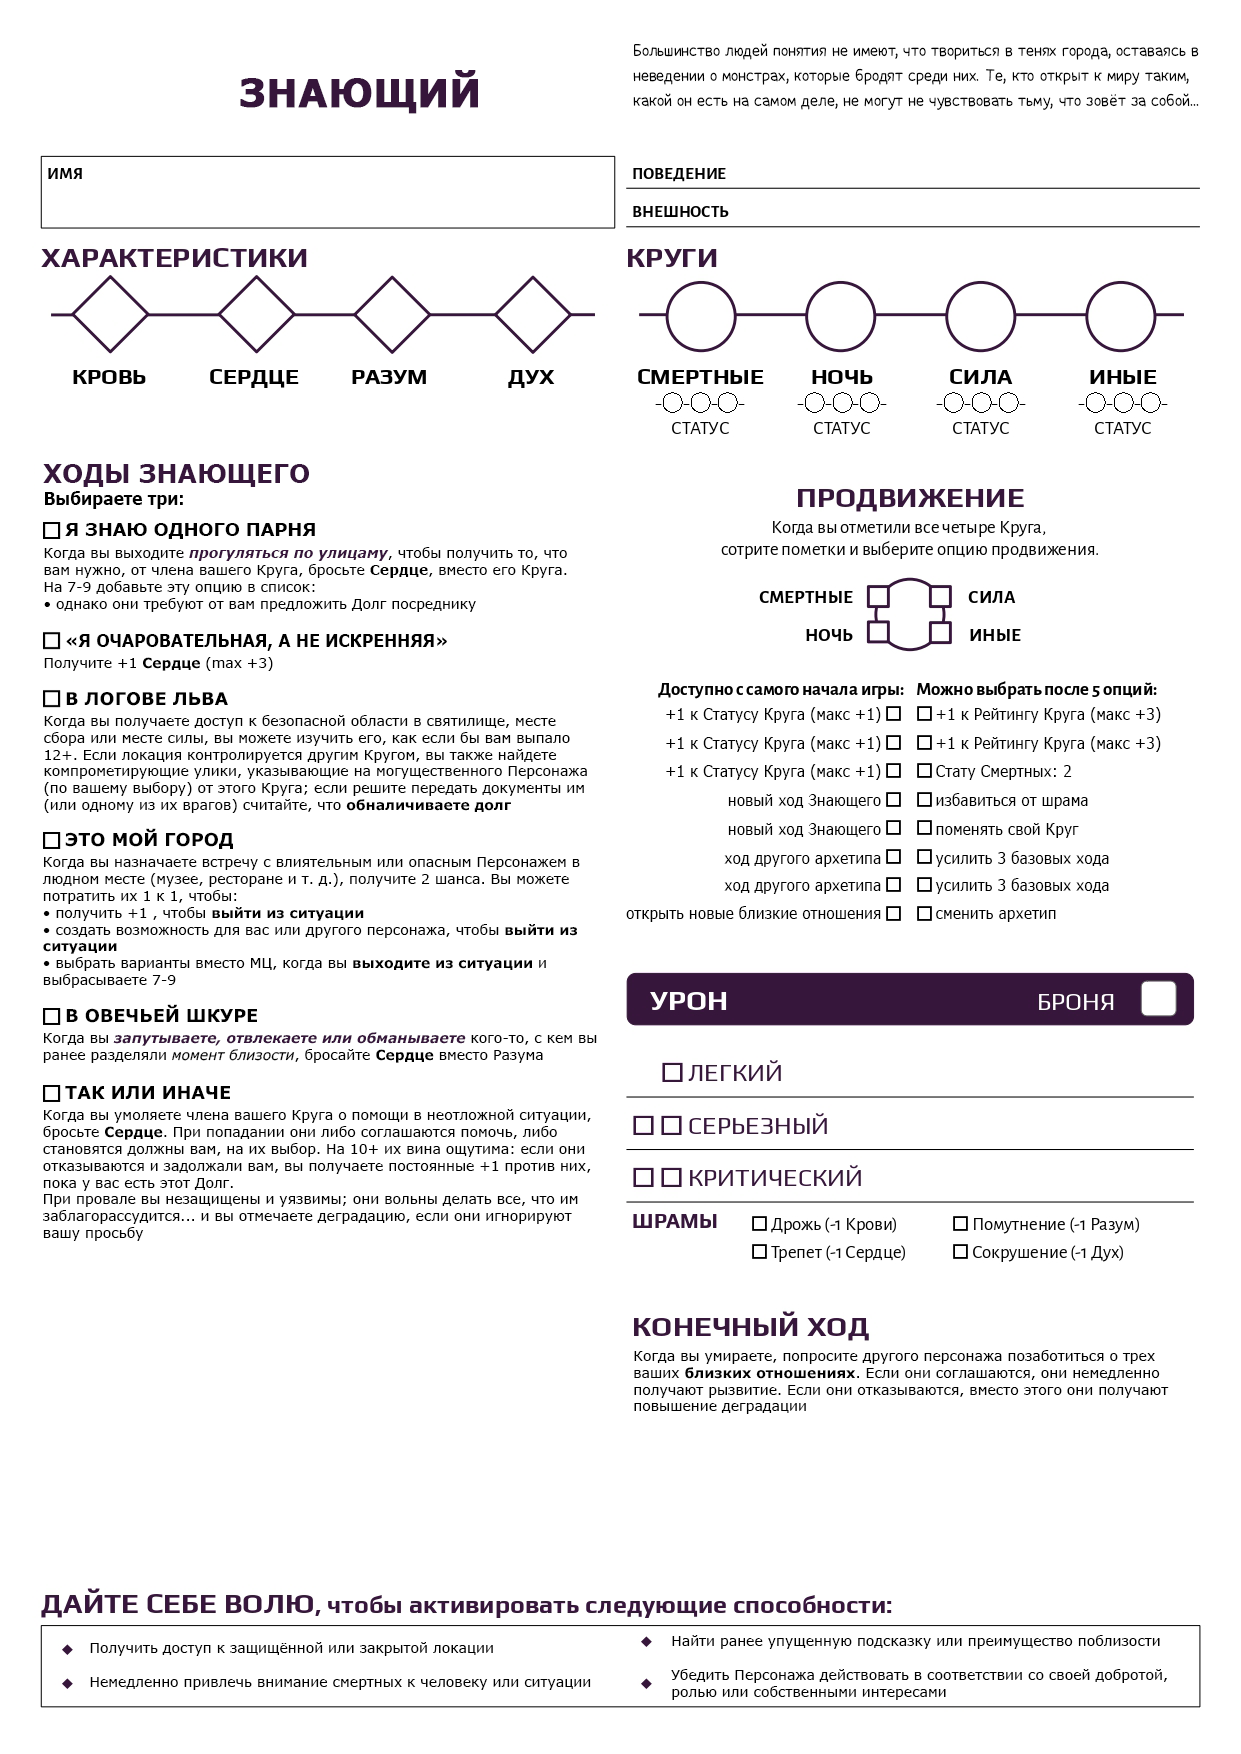 ЗНАЮЩИЙ
Большинство людей понятия не имеют, что твориться в тенях города, оставаясь в
неведении о монстрах, которые бродят среди них. Те, кто открыт к миру таким,
какой он есть на самом деле, не могут не чувствовать тьму, что зовёт за собой...
ИМЯ
ПОВЕДЕНИЕ
ВНЕШНОСТЬ
ХАРАКТЕРИСТИКИ
КРОВЬ СЕРДЦЕ РАЗУМ ДУХ
КРУГИ
СМЕРТНЫЕ НОЧЬ СИЛА ИНЫЕ
СТАТУС СТАТУС СТАТУС СТАТУС
ХОДЫ ЗНАЮЩЕГО
Выбираете три:
Я ЗНАЮ ОДНОГО ПАРНЯ
Когда вы выходите прогуляться по улицаму, чтобы получить то, что
вам нужно, от члена вашего Круга, бросьте Сердце, вместо его Круга.
На 7-9 добавьте эту опцию в список:
• однако они требуют от вам предложить Долг посреднику
«Я ОЧАРОВАТЕЛЬНАЯ, А НЕ ИСКРЕННЯЯ»
Получите +1 Сердце (max +3)
В ЛОГОВЕ ЛЬВА
Когда вы получаете доступ к безопасной области в святилище, месте
сбора или месте силы, вы можете изучить его, как если бы вам выпало
12+. Если локация контролируется другим Кругом, вы также найдете
компрометирующие улики, указывающие на могущественного Персонажа
(по вашему выбору) от этого Круга; если решите передать документы им
(или одному из их врагов) считайте, что обналичиваете долг
ЭТО МОЙ ГОРОД
Когда вы назначаете встречу с влиятельным или опасным Персонажем в
людном месте (музее, ресторане и т. д.), получите 2 шанса. Вы можете
потратить их 1 к 1, чтобы:
• получить +1 , чтобы выйти из ситуации
• создать возможность для вас или другого персонажа, чтобы выйти из
ситуации
• выбрать варианты вместо МЦ, когда вы выходите из ситуации и
выбрасываете 7-9
В ОВЕЧЬЕЙ ШКУРЕ
Когда вы запутываете, отвлекаете или обманываете кого-то, с кем вы
ранее разделяли момент близости, бросайте Сердце вместо Разума
ТАК ИЛИ ИНАЧЕ
Когда вы умоляете члена вашего Круга о помощи в неотложной ситуации,
бросьте Сердце. При попадании они либо соглашаются помочь, либо
становятся должны вам, на их выбор. На 10+ их вина ощутима: если они
отказываются и задолжали вам, вы получаете постоянные +1 против них,
пока у вас есть этот Долг.
При провале вы незащищены и уязвимы; они вольны делать все, что им
заблагорассудится... и вы отмечаете деградацию, если они игнорируют
вашу просьбу
ПРОДВИЖЕНИЕ
Когда вы отметили все четыре Круга,
сотрите пометки и выберите опцию продвижения.
СМЕРТНЫЕ СИЛА
НОЧЬ ИНЫЕ
Доступно с самого начала игры: Можно выбрать после 5 опций:
+1 к Статусу Круга (макс +1) +1 к Рейтингу Круга (макс +3)
+1 к Статусу Круга (макс +1) +1 к Рейтингу Круга (макс +3)
+1 к Статусу Круга (макс +1) Стату Смертных: 2
новый ход Знающего избавиться от шрама
новый ход Знающего поменять свой Круг
ход другого архетипа усилить 3 базовых хода
ход другого архетипа усилить 3 базовых хода
открыть новые близкие отношения сменить архетип
УРОН БРОНЯ
ЛЕГКИЙ
СЕРЬЕЗНЫЙ
КРИТИЧЕСКИЙ
ШРАМЫ Дрожь (-1 Крови) Помутнение (-1 Разум)
Трепет (-1 Сердце) Сокрушение (-1 Дух)
КОНЕЧНЫЙ ХОД
Когда вы умираете, попросите другого персонажа позаботиться о трех
ваших близких отношениях. Если они соглашаются, они немедленно
получают рызвитие. Если они отказываются, вместо этого они получают
повышение деградации
ДАЙТЕ СЕБЕ ВОЛЮ, чтобы активировать следующие способности:
Получить доступ к защищённой или закрытой локации
Немедленно привлечь внимание смертных к человеку или ситуации
Найти ранее упущенную подсказку или преимущество поблизости
Убедить Персонажа действовать в соответствии со своей добротой,
ролью или собственными интересами